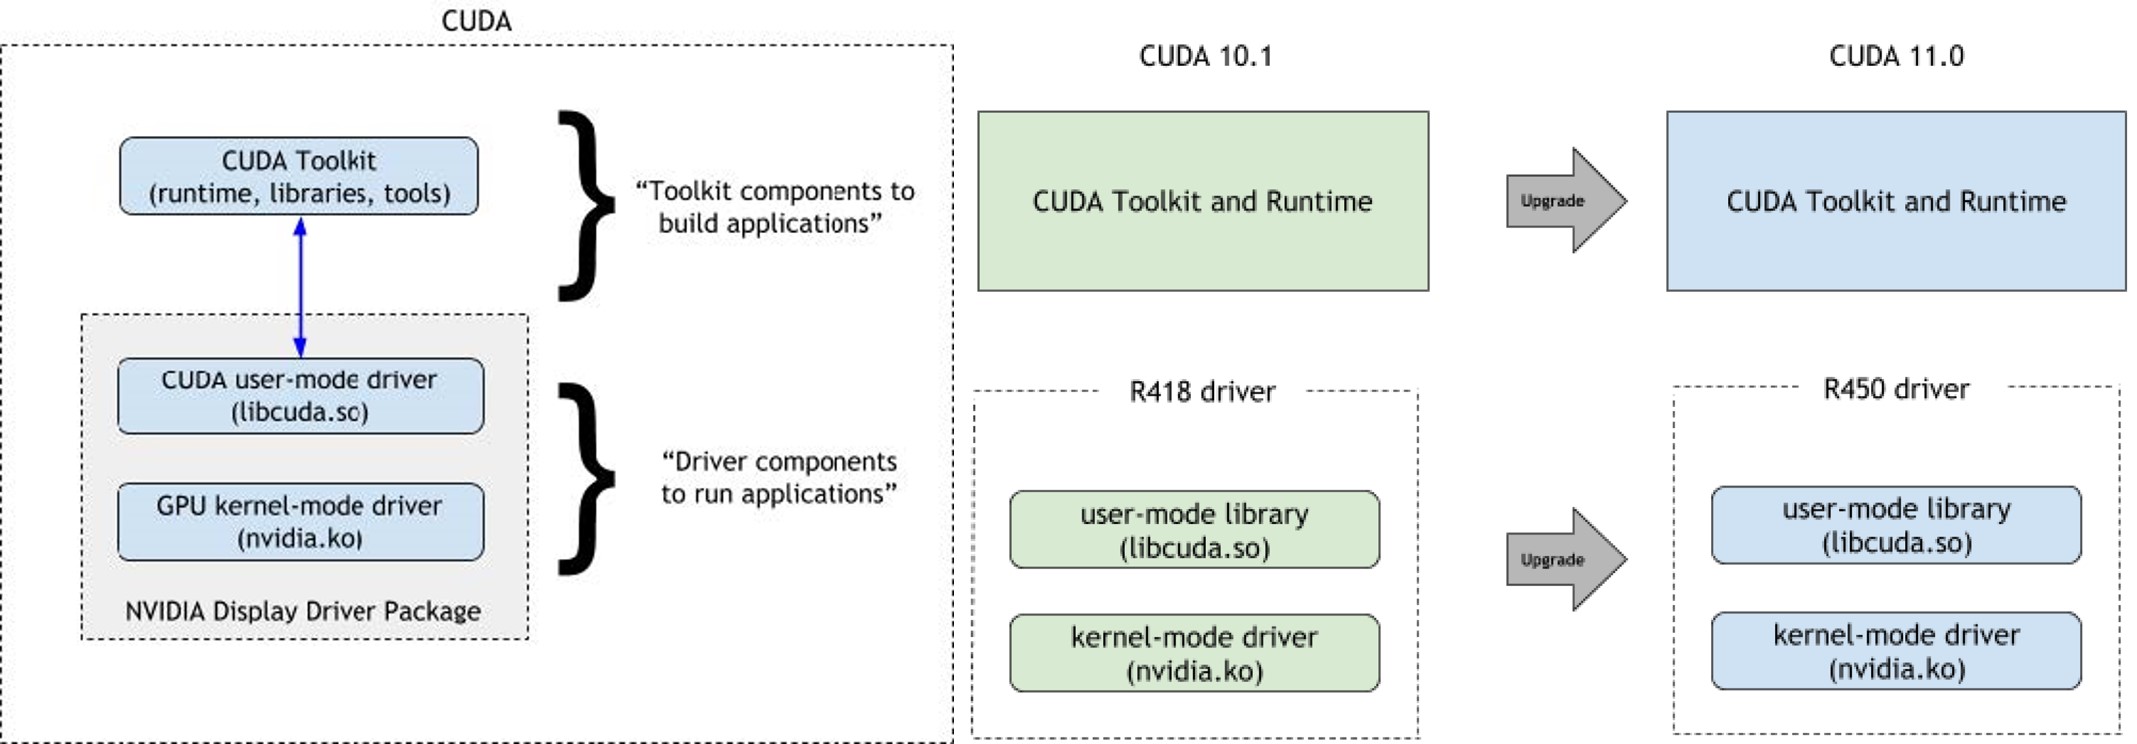 CUDA
CUDA Toolkit
(runtime, libraries, tools)
“Toolkit components to
build applications”
CUDA user-mode driver
(libcuda.so)
GPU kernel-mode driver
(nvidia.ko)
NVIDIA Display Driver Package
“Driver components
to run applications”
CUDA 10.1
CUDA Toolkit and Runtime
Upgrade
CUDA 11.0
CUDA Toolkit and Runtime
R418 driver
user-mode library
(libcuda.so)
kernel-mode driver
(nvidia.ko)
Upgrade
R450 driver
user-mode library
(libcuda.so)
kernel-mode driver
(nvidia.ko)